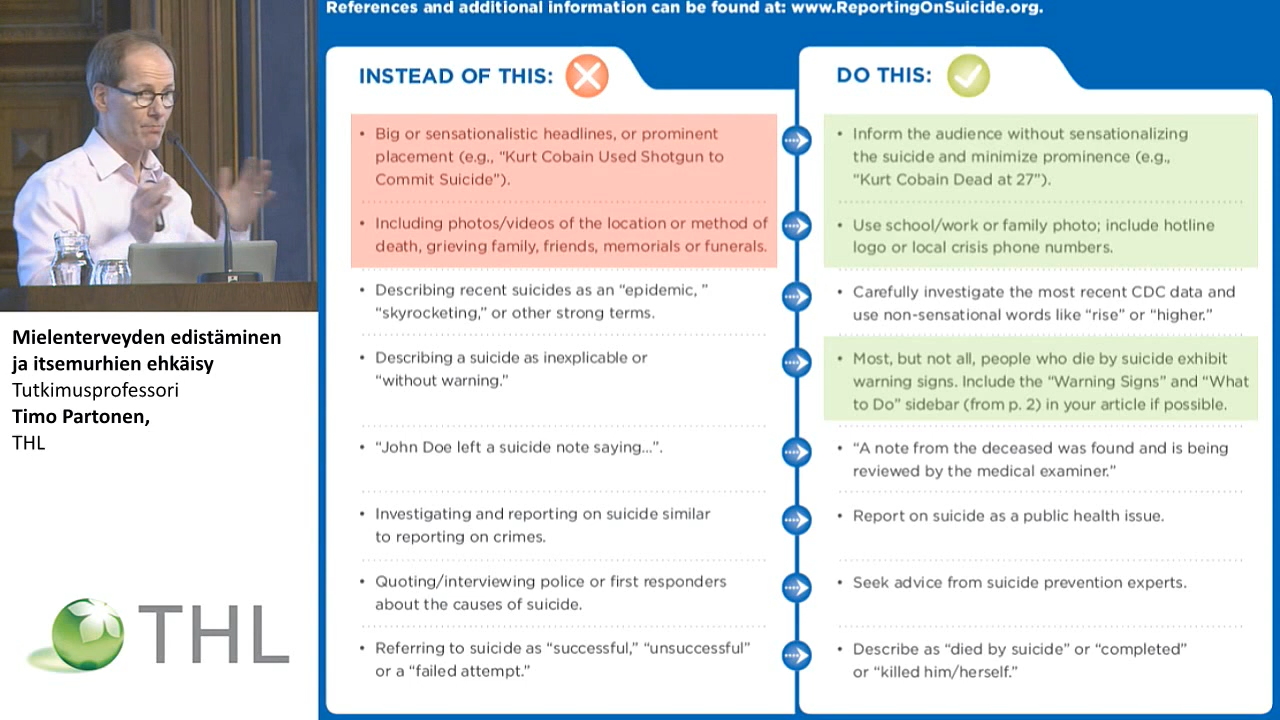 References and additional information can be found at: www.ReportingOnSuicide.org.
INSTEAD OF THIS:
• Big or sensationalistic headlines, or prominent
placement (e.g., “Kurt Cobain Used Shotgun to
Commit Suicide”).
• Including photos/videos of the location or method of
death, grieving family, friends, memorials or funerals.
• Describing recent suicides as an “epidemic, ”
“skyrocketing,” or other strong terms.
• Describing a suicide as inexplicable or
“without warning.”
• “John Doe left a suicide note saying...”.
• Investigating and reporting on suicide similar
to reporting on crimes.
• Quoting/interviewing police or first responders
about the causes of suicide.
• Referring to suicide as “successful,” “unsuccessful”
or a “failed attempt.”
DO THIS:
• Inform the audience without sensationalizing
the suicide and minimize prominence (e.g.,
“Kurt Cobain Dead at 27”).
• Use school/work or family photo; include hotline
logo or local crisis phone numbers.
• Carefully investigate the most recent CDC data and
use non-sensational words like “rise” or “higher.”
• Most, but not all, people who die by suicide exhibit
warning signs. Include the “Warning Signs” and “What
to Do” sidebar (from p. 2) in your article if possible.
• “A note from the deceased was found and is being
reviewed by the medical examiner.”
• Report on suicide as a public health issue.
• Seek advice from suicide prevention experts.
• Describe as “died by suicide” or “completed”
or “killed him/herself.”
Mielenterveyden edistäminen
ja itsemurhien ehkäisy
Tutkimusprofessori
Timo Partonen,
THL
THL